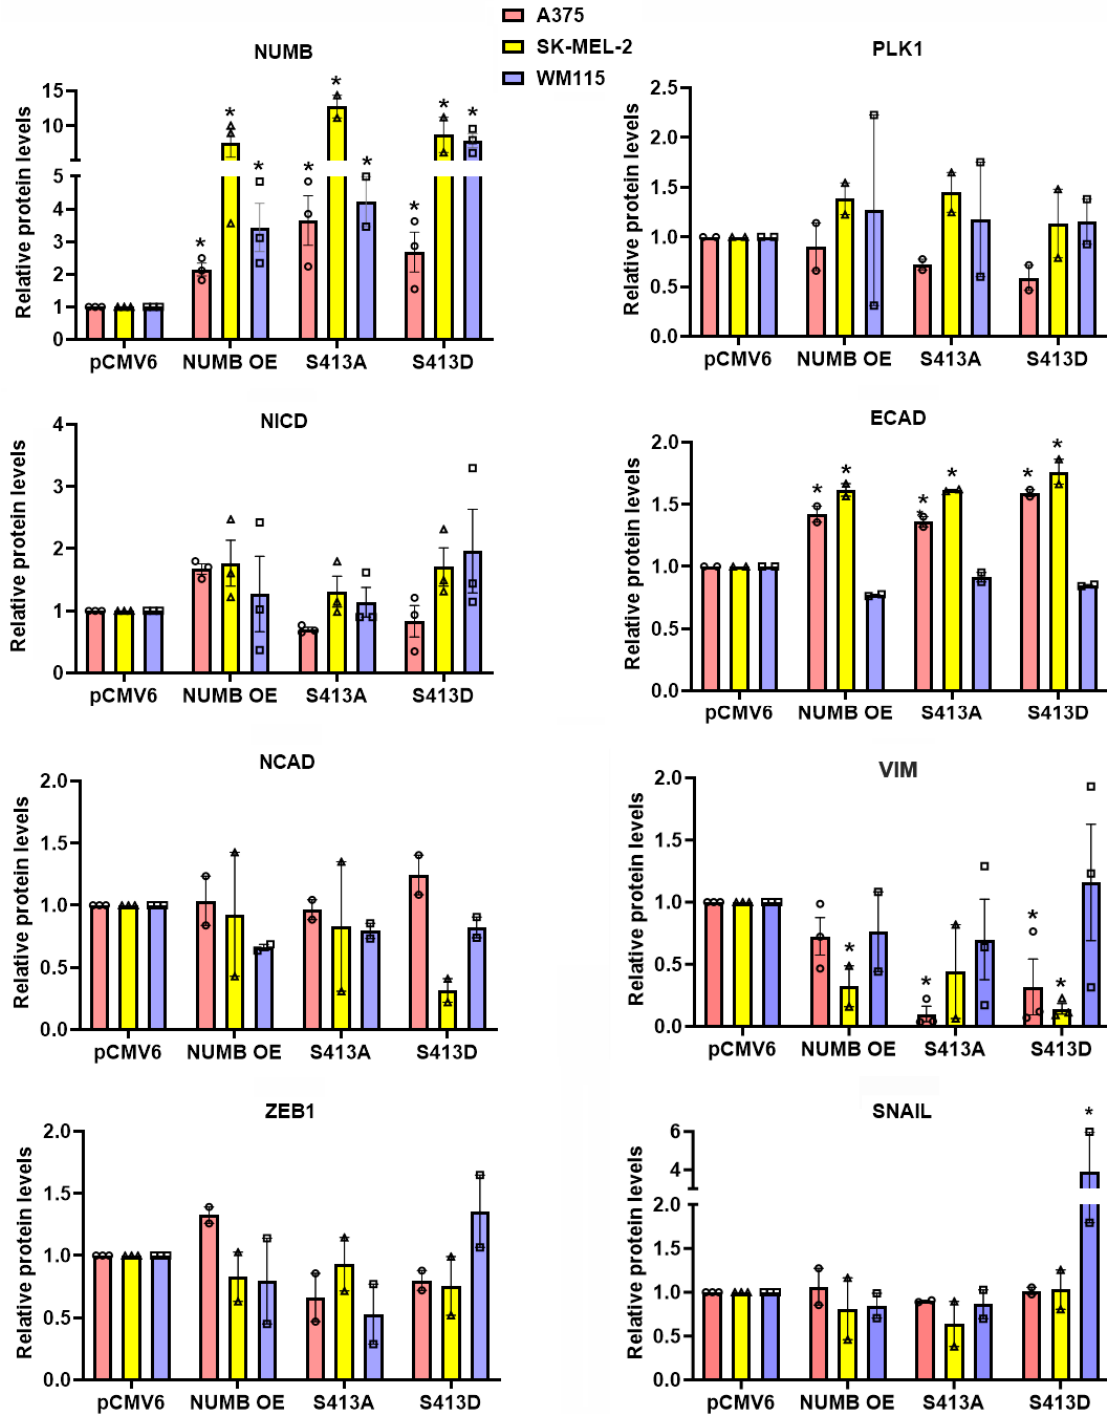 A375
SK-MEL-2
WM115
NUMB
Relative protein levels
15
10
5
4
3
2
1
0
* * * * * * * * *
pCMV6 NUMB OE S413A S413D
PLK1
Relative protein levels
2.5
2.0
1.5
1.0
0.5
0.0
pCMV6 NUMB OE S413A S413D
NICD
Relative protein levels
4
3
2
1
0
pCMV6 NUMB OE S413A S413D
ECAD
Relative protein levels
2.0
1.5
1.0
0.5
0.0
* * * * * * *
pCMV6 NUMB OE S413A S413D
NCAD
Relative protein levels
2.0
1.5
1.0
0.5
0.0
pCMV6 NUMB OE S413A S413D
VIM
Relative protein levels
2.0
1.5
1.0
0.5
0.0
* * * *
pCMV6 NUMB OE S413A S413D
ZEB1
Relative protein levels
2.0
1.5
1.0
0.5
0.0
pCMV6 NUMB OE S413A S413D
SNAIL
Relative protein levels
6
4
2.0
1.5
1.0
0.5
0.0
*
pCMV6 NUMB OE S413A S413D